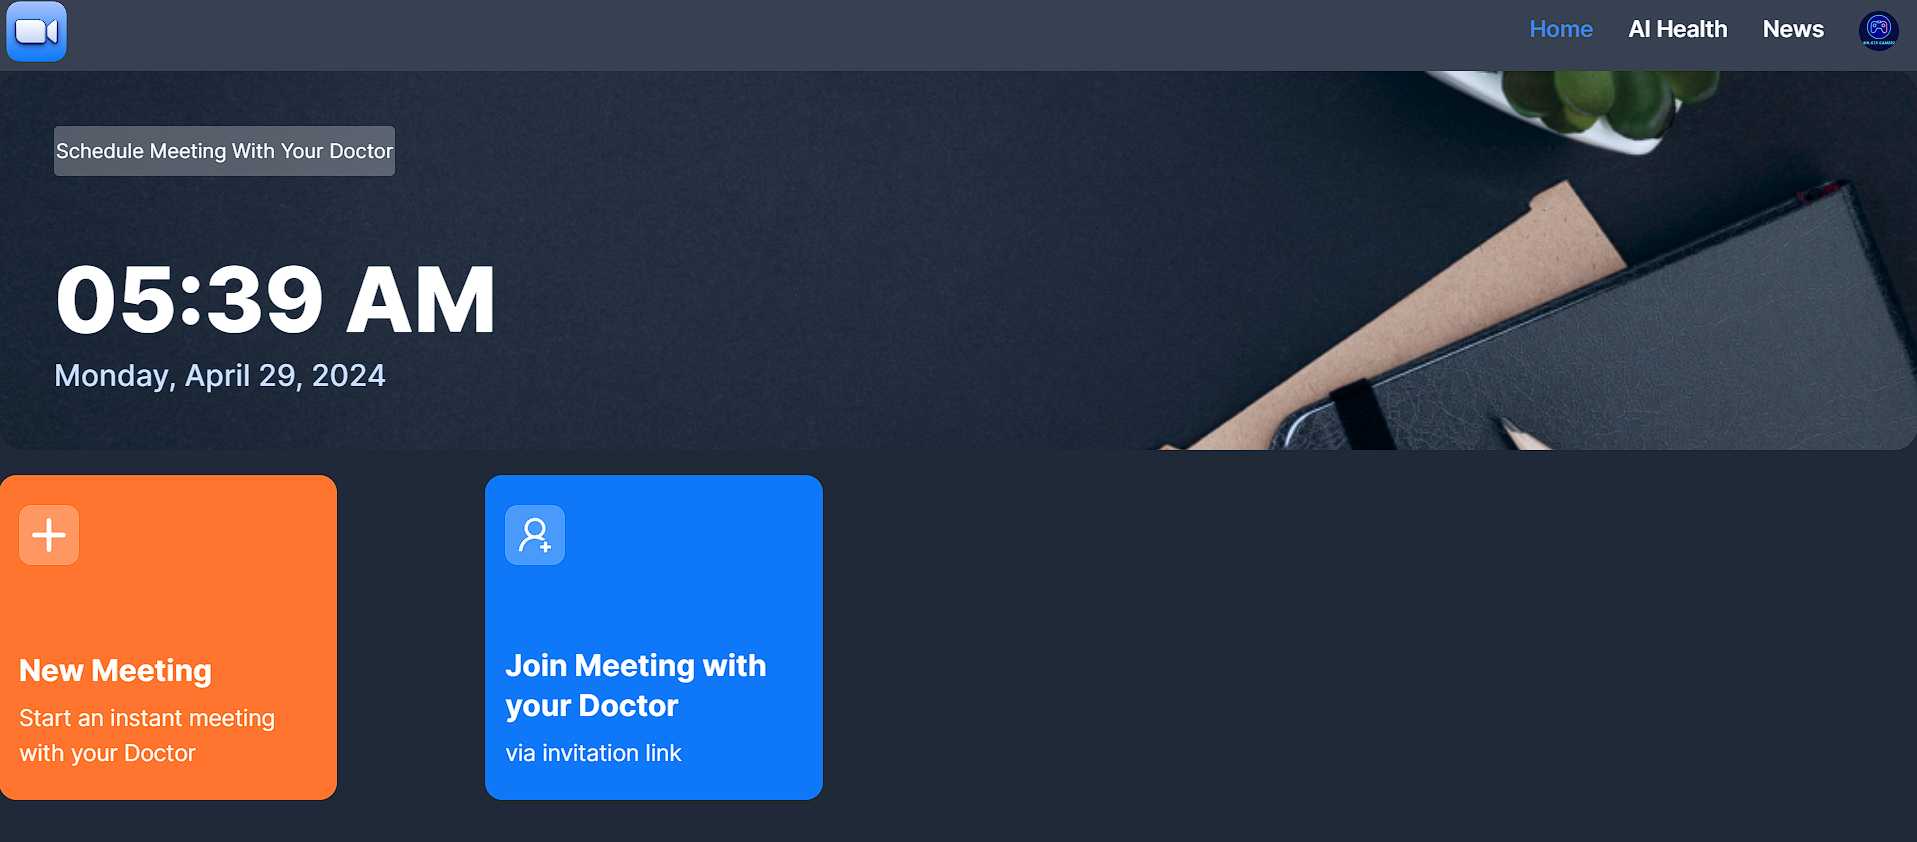 Home
AI Health
News
Schedule Meeting With Your Doctor
05:39 AM
Monday, April 29, 2024
New Meeting
Start an instant meeting
with your Doctor
Join Meeting with
your Doctor
via invitation link